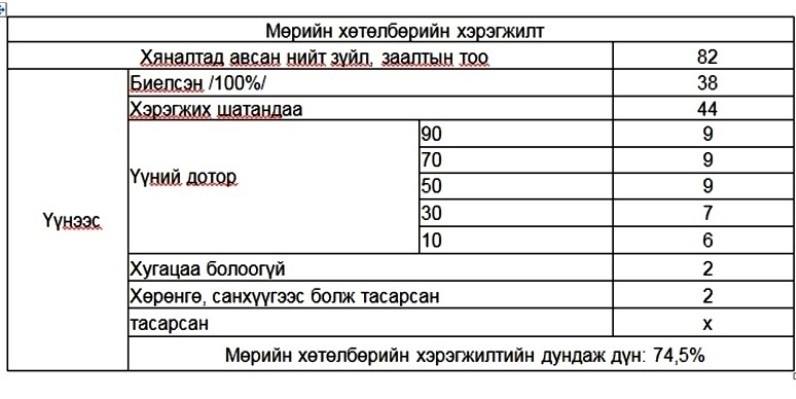 Мөрийн хөтөлбөрийн хэрэгжилт
Хяналтад авсан нийт зүйл, заалтын тоо 82
Биелсэн /100%/ 38
Хэрэгжих шатандаа 44
90 9
70 9
Үүний дотор
50 9
Үүнээс
30 7
10 6
Хугацаа болоогүй 2
Хөрөнгө, санхүүгээс болж тасарсан 2
тасарсан х
Мөрийн хөтөлбөрийн хэрэгжилтийн дундаж дүн: 74,5%